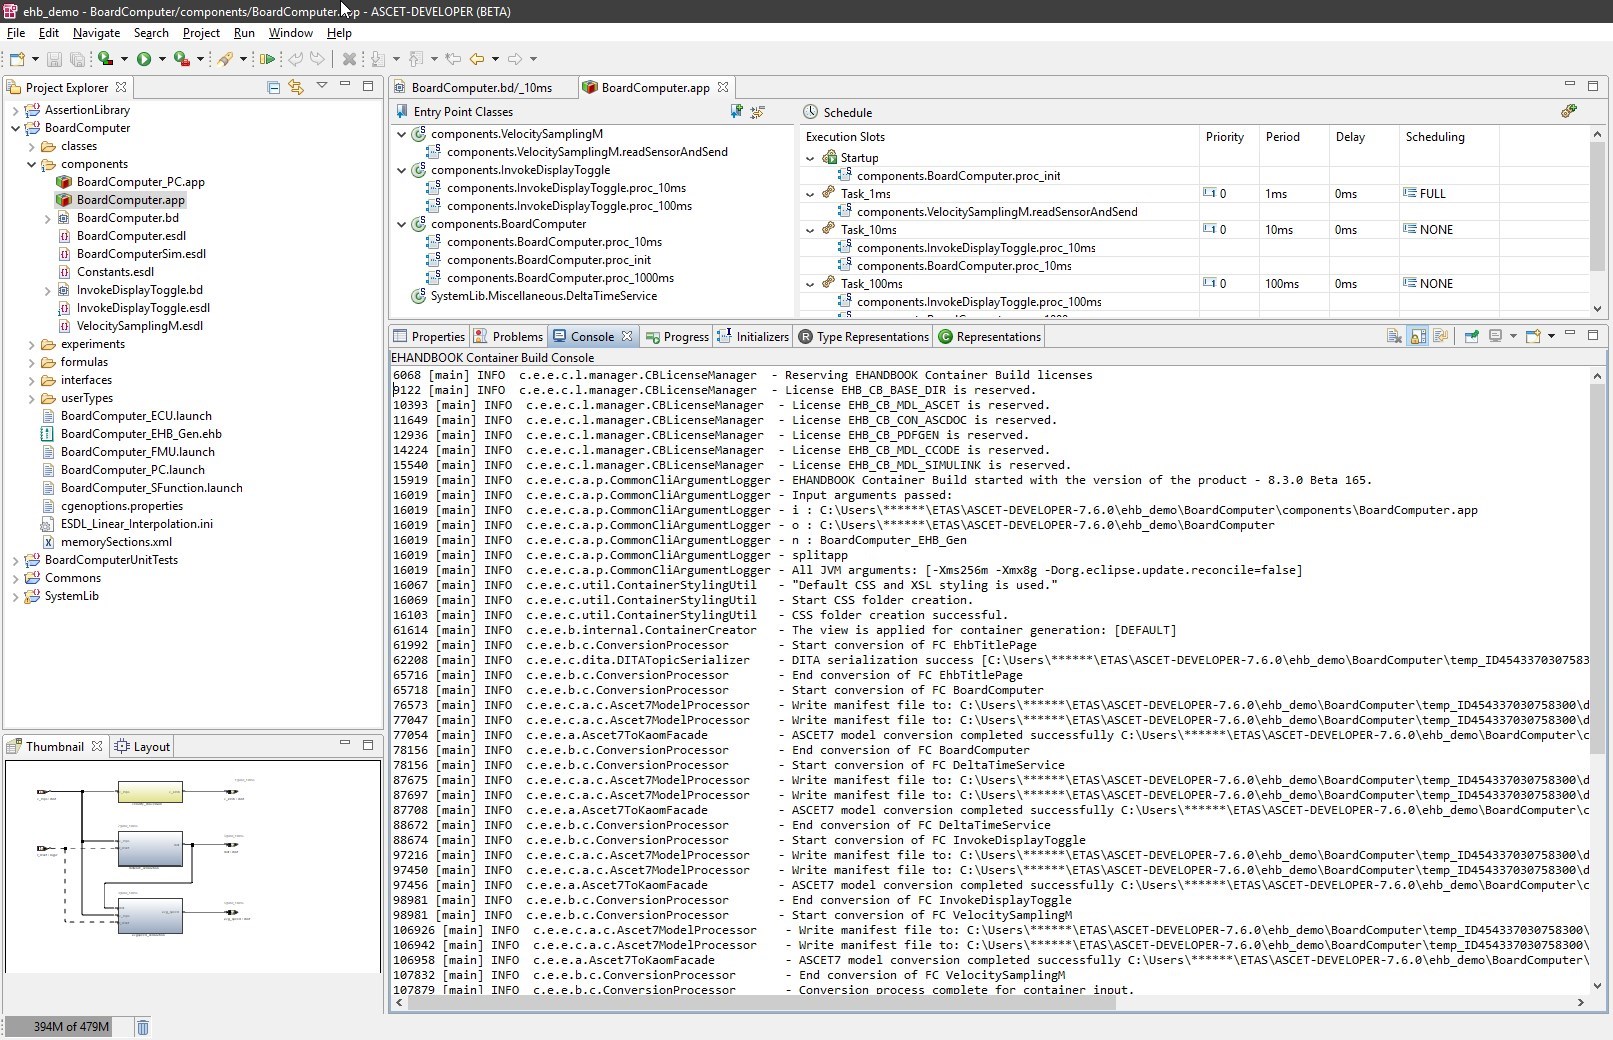 ehb_demo - BoardComputer/components/BoardComputer.app - ASCET-DEVELOPER (BETA)
File Edit Navigate Search Project Run Window Help
Project Explorer
AssertionLibrary
BoardComputer
classes
components
BoardComputer_PC.app
BoardComputer.app
BoardComputer.bd
BoardComputer.esdl
BoardComputerSim.esdl
Constants.esdl
InvokeDisplayToggle.bd
InvokeDisplayToggle.esdl
VelocitySamplingM.esdl
experiments
formulas
interfaces
userTypes
BoardComputer_ECU.launch
BoardComputer_EHB_Gen.ehb
BoardComputer_FMU.launch
BoardComputer_PC.launch
BoardComputer_SFunction.launch
genoptions.properties
ESDL_Linear_Interpolation.ini
memorySections.xml
BoardComputerUnitTests
Commons
SystemLib
Thumbnail Layout
394M of 479M
BoardComputer.bd/_10ms BoardComputer.app
Entry Point Classes
components.VelocitySamplingM
components.VelocitySamplingM.readSensorAndSend
components.InvokeDisplayToggle
components.InvokeDisplayToggle.proc_10ms
components.InvokeDisplayToggle.proc_100ms
components.BoardComputer
components.BoardComputer.proc_10ms
components.BoardComputer.proc_init
components.BoardComputer.proc_1000ms
SystemLib.Miscellaneous.DeltaTimeService
Schedule
Execution Slots Priority Period Delay Scheduling
Startup
components.BoardComputer.proc_init
Task_1ms 0 1ms 0ms FULL
components.VelocitySamplingM.readSensorAndSend
Task_10ms 0 10ms 0ms NONE
components.InvokeDisplayToggle.proc_10ms
components.BoardComputer.proc_10ms
Task_100ms 0 100ms 0ms NONE
components.InvokeDisplayToggle.proc_100ms
Properties Problems Console Progress Initializers Type Representations Representations
EHANDBOOK Container Build Console
6068 [main] INFO c.e.e.c.l.manager.CBLicenseManager - Reserving EHANDBOOK Container Build licenses
9122 [main] INFO c.e.e.c.l.manager.CBLicenseManager - License EHB_CB_BASE_DIR is reserved.
10393 [main] INFO c.e.e.c.l.manager.CBLicenseManager - License EHB_CB_MDL_ASCET is reserved.
11649 [main] INFO c.e.e.c.l.manager.CBLicenseManager - License EHB_CB_CON_ASCDOC is reserved.
12936 [main] INFO c.e.e.c.l.manager.CBLicenseManager - License EHB_CB_PDFGEN is reserved.
14224 [main] INFO c.e.e.c.l.manager.CBLicenseManager - License EHB_CB_MDL_CCODE is reserved.
15540 [main] INFO c.e.e.c.l.manager.CBLicenseManager - License EHB_CB_MDL_SIMULINK is reserved.
15919 [main] INFO c.e.e.c.a.p.CommonCliArgumentLogger - EHANDBOOK Container Build started with the version of the product - 8.3.0 Beta 165.
16019 [main] INFO c.e.e.c.a.p.CommonCliArgumentLogger - Input arguments passed:
16019 [main] INFO c.e.e.c.a.p.CommonCliArgumentLogger - i : C:\Users\******\ETAS\ASCET-DEVELOPER-7.6.0\ehb_demo\BoardComputer\components\BoardComputer.app
16019 [main] INFO c.e.e.c.a.p.CommonCliArgumentLogger - o : C:\Users\******\ETAS\ASCET-DEVELOPER-7.6.0\ehb_demo\BoardComputer
16019 [main] INFO c.e.e.c.a.p.CommonCliArgumentLogger - n : BoardComputer_EHB_Gen
16019 [main] INFO c.e.e.c.a.p.CommonCliArgumentLogger - splitapp
16019 [main] INFO c.e.e.c.a.p.CommonCliArgumentLogger - All JVM arguments: [-Xms256m -Xmx8g -Dorg.eclipse.update.reconcile=false]
16067 [main] INFO c.e.e.c.util.ContainerStylingUtil - "Default CSS and XSL styling is used."
16069 [main] INFO c.e.e.c.util.ContainerStylingUtil - Start CSS folder creation.
16103 [main] INFO c.e.e.c.util.ContainerStylingUtil - CSS folder creation successful.
61614 [main] INFO c.e.e.b.internal.ContainerCreator - The view is applied for container generation: [DEFAULT]
61992 [main] INFO c.e.e.b.c.ConversionProcessor - Start conversion of FC EhbTitlePage
62208 [main] INFO c.e.e.c.dita.DITATopicSerializer - DITA serialization success [C:\Users\******\ETAS\ASCET-DEVELOPER-7.6.0\ehb_demo\BoardComputer\temp_ID4543370307583
65716 [main] INFO c.e.e.b.c.ConversionProcessor - End conversion of FC EhbTitlePage
65718 [main] INFO c.e.e.b.c.ConversionProcessor - Start conversion of FC BoardComputer
76573 [main] INFO c.e.e.c.a.c.Ascet7ModelProcessor - Write manifest file to: C:\Users\******\ETAS\ASCET-DEVELOPER-7.6.0\ehb_demo\BoardComputer\temp_ID454337030758300\d
77047 [main] INFO c.e.e.c.a.c.Ascet7ModelProcessor - Write manifest file to: C:\Users\******\ETAS\ASCET-DEVELOPER-7.6.0\ehb_demo\BoardComputer\temp_ID454337030758300\d
77054 [main] INFO c.e.e.a.Ascet7ToKaomFacade - ASCET7 model conversion completed successfully C:\Users\******\ETAS\ASCET-DEVELOPER-7.6.0\ehb_demo\BoardComputer\c
78156 [main] INFO c.e.e.b.c.ConversionProcessor - End conversion of FC BoardComputer
78156 [main] INFO c.e.e.b.c.ConversionProcessor - Start conversion of FC DeltaTimeService
87675 [main] INFO c.e.e.c.a.c.Ascet7ModelProcessor - Write manifest file to: C:\Users\******\ETAS\ASCET-DEVELOPER-7.6.0\ehb_demo\BoardComputer\temp_ID454337030758300\d
87697 [main] INFO c.e.e.c.a.c.Ascet7ModelProcessor - Write manifest file to: C:\Users\******\ETAS\ASCET-DEVELOPER-7.6.0\ehb_demo\BoardComputer\temp_ID454337030758300\d
87708 [main] INFO c.e.e.a.Ascet7ToKaomFacade - ASCET7 model conversion completed successfully C:\Users\******\ETAS\ASCET-DEVELOPER-7.6.0\ehb_demo\BoardComputer\c
88672 [main] INFO c.e.e.b.c.ConversionProcessor - End conversion of FC DeltaTimeService
88674 [main] INFO c.e.e.b.c.ConversionProcessor - Start conversion of FC InvokeDisplayToggle
97216 [main] INFO c.e.e.c.a.c.Ascet7ModelProcessor - Write manifest file to: C:\Users\******\ETAS\ASCET-DEVELOPER-7.6.0\ehb_demo\BoardComputer\temp_ID454337030758300\d
97450 [main] INFO c.e.e.c.a.c.Ascet7ModelProcessor - Write manifest file to: C:\Users\******\ETAS\ASCET-DEVELOPER-7.6.0\ehb_demo\BoardComputer\temp_ID454337030758300\d
97456 [main] INFO c.e.e.a.Ascet7ToKaomFacade - ASCET7 model conversion completed successfully C:\Users\******\ETAS\ASCET-DEVELOPER-7.6.0\ehb_demo\BoardComputer\c
98981 [main] INFO c.e.e.b.c.ConversionProcessor - End conversion of FC InvokeDisplayToggle
98981 [main] INFO c.e.e.b.c.ConversionProcessor - Start conversion of FC VelocitySamplingM
106926 [main] INFO c.e.e.c.a.c.Ascet7ModelProcessor - Write manifest file to: C:\Users\******\ETAS\ASCET-DEVELOPER-7.6.0\ehb_demo\BoardComputer\temp_ID454337030758300\
106942 [main] INFO c.e.e.c.a.c.Ascet7ModelProcessor - Write manifest file to: C:\Users\******\ETAS\ASCET-DEVELOPER-7.6.0\ehb_demo\BoardComputer\temp_ID454337030758300\
106958 [main] INFO c.e.e.a.Ascet7ToKaomFacade - ASCET7 model conversion completed successfully C:\Users\******\ETAS\ASCET-DEVELOPER-7.6.0\ehb_demo\BoardComputer\
107832 [main] INFO c.e.e.b.c.ConversionProcessor - End conversion of FC VelocitySamplingM
107879 [main] INFO c.e.e.b.c.ConversionProcessor - Conversion process complete for container input.